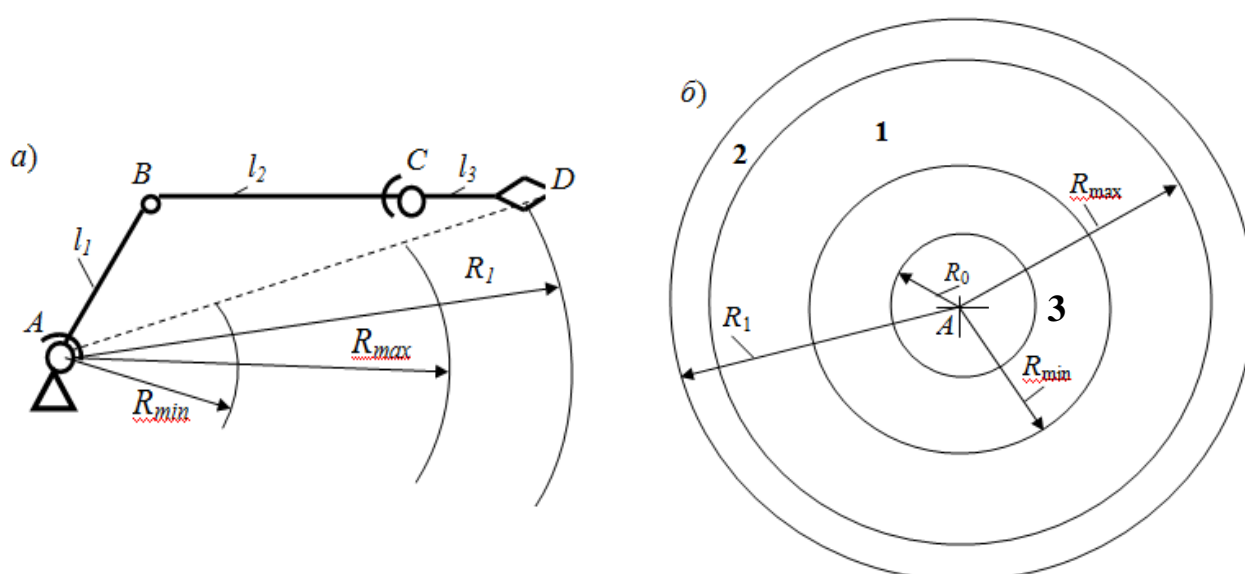 а)
A
B
C
D
l1
l2
l3
R1
Rmax
Rmin
б)
1
2
3
A
R0
R1
Rmax
Rmin